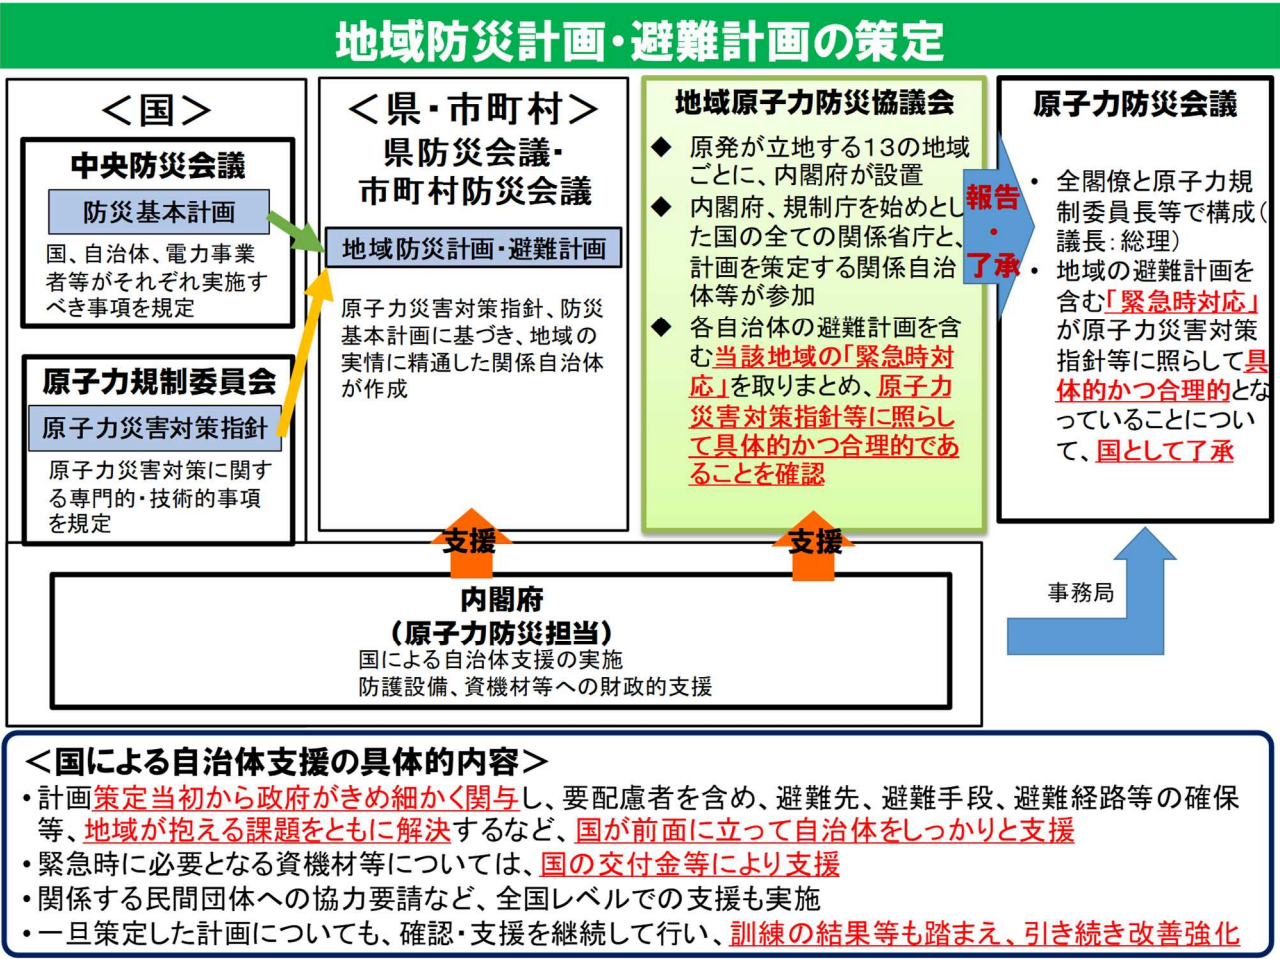 地域防災計画・避難計画の策定
＜国＞
中央防災会議
防災基本計画
国、自治体、電力事業
者等がそれぞれ実施す
べき事項を規定
原子力規制委員会
原子力災害対策指針
原子力災害対策に関す
る専門的・技術的事項
を規定
＜県・市町村＞
県防災会議・
市町村防災会議
地域防災計画・避難計画
原子力災害対策指針、防災
基本計画に基づき、地域の
実情に精通した関係自治体
が作成
地域原子力防災協議会
◆ 原発が立地する13の地域
ごとに、内閣府が設置
◆ 内閣府、規制庁を始めとし
た国の全ての関係省庁と、
計画を策定する関係自治
体等が参加
◆ 各自治体の避難計画を含
む当該地域の「緊急時対
応」を取りまとめ、原子力
災害対策指針等に照らし
て具体的かつ合理的であ
ることを確認
報告
・
了承
原子力防災会議
• 全閣僚と原子力規
制委員長等で構成（
議長：総理）
• 地域の避難計画を
含む「緊急時対応」
が原子力災害対策
指針等に照らして具
体的かつ合理的とな
っていることについ
て、国として了承
支援
支援
内閣府
（原子力防災担当）
国による自治体支援の実施
防護設備、資機材等への財政的支援
事務局
＜国による自治体支援の具体的内容＞
・計画策定当初から政府がきめ細かく関与し、要配慮者を含め、避難先、避難手段、避難経路等の確保
等、地域が抱える課題をともに解決するなど、国が前面に立って自治体をしっかりと支援
・緊急時に必要となる資機材等については、国の交付金等により支援
・関係する民間団体への協力要請など、全国レベルでの支援も実施
・一旦策定した計画についても、確認・支援を継続して行い、訓練の結果等も踏まえ、引き続き改善強化